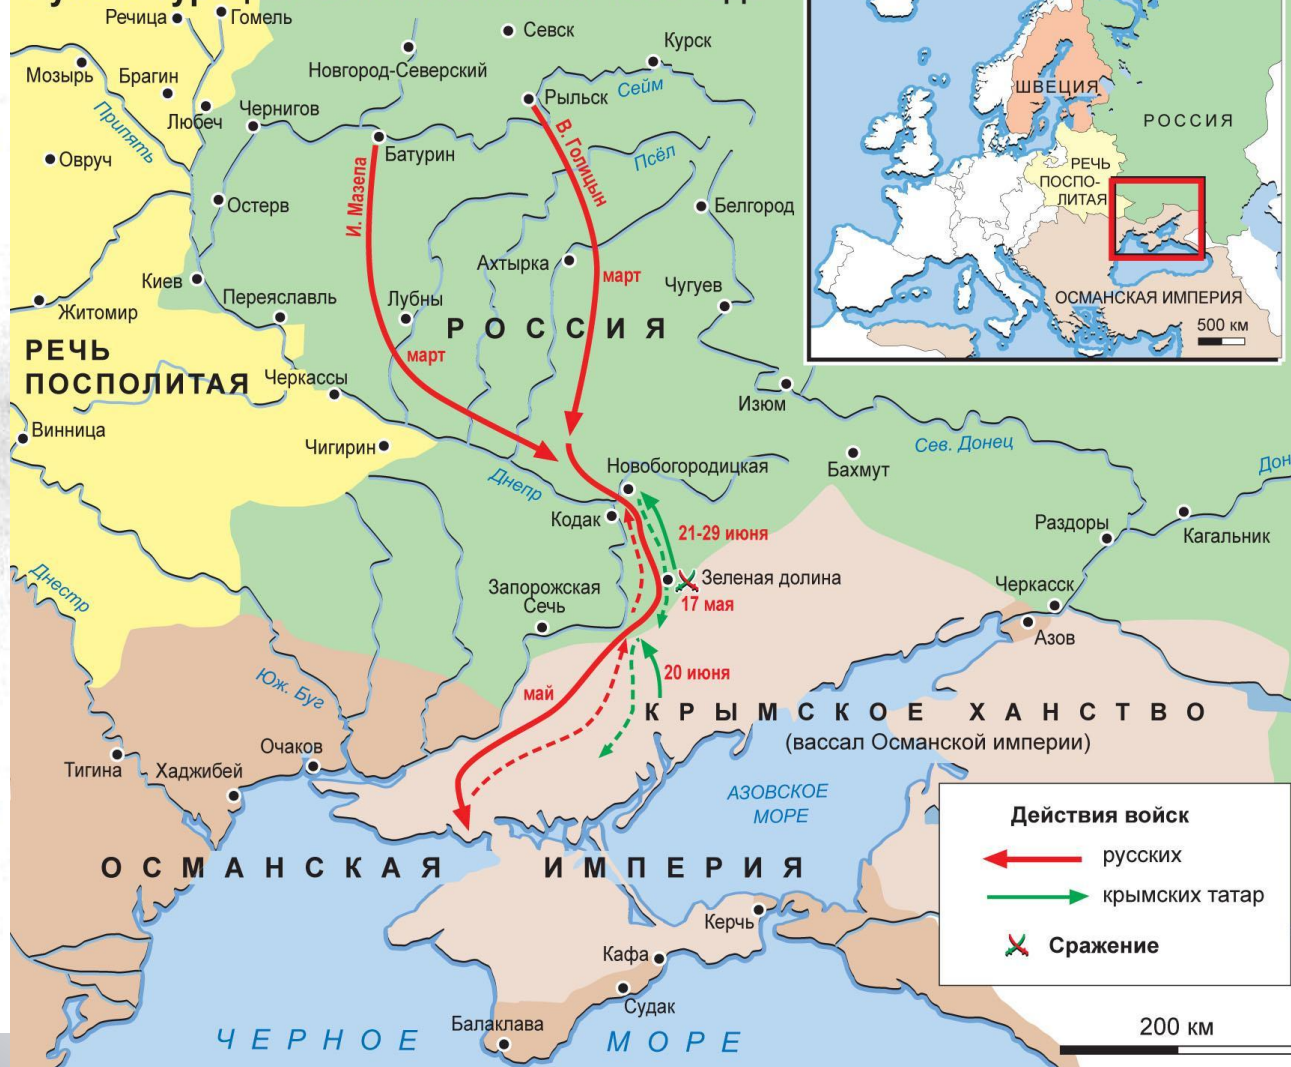 Речица
Гомель
Севск
Курск
Новгород-Северский
Мозырь
Брагин
Рыльск
Сейм
Любеч
Чернигов
Припять
Батурин
В. Голицын
Псёл
Овруч
И. Мазепа
Остерв
Белгород
Ахтырка
март
Киев
Переяславль
Лубны
Чугуев
Житомир
РОССИЯ
РЕЧЬ
ПОСПОЛИТАЯ
март
Черкассы
Изюм
Винница
Чигирин
Сев. Донец
Новобогородицкая
Бахмут
Дон
Днепр
Кодак
21-29 июня
Раздоры
Кагальник
Зеленая долина
17 мая
Днестр
Запорожская
Сечь
Черкасск
Азов
Юж. Буг
май
20 июня
КРЫМСКОЕ ХАНСТВО
(вассал Османской империи)
Очаков
Тигина
Хаджибей
АЗОВСКОЕ
МОРЕ
ОСМАНСКАЯ ИМПЕРИЯ
Керчь
Кафа
Судак
Балаклава
ЧЕРНОЕ МОРЕ
ШВЕЦИЯ
РОССИЯ
РЕЧЬ
ПОСПО-
ЛИТАЯ
ОСМАНСКАЯ ИМПЕРИЯ
500 км
Действия войск
русских
крымских татар
Сражение
200 км